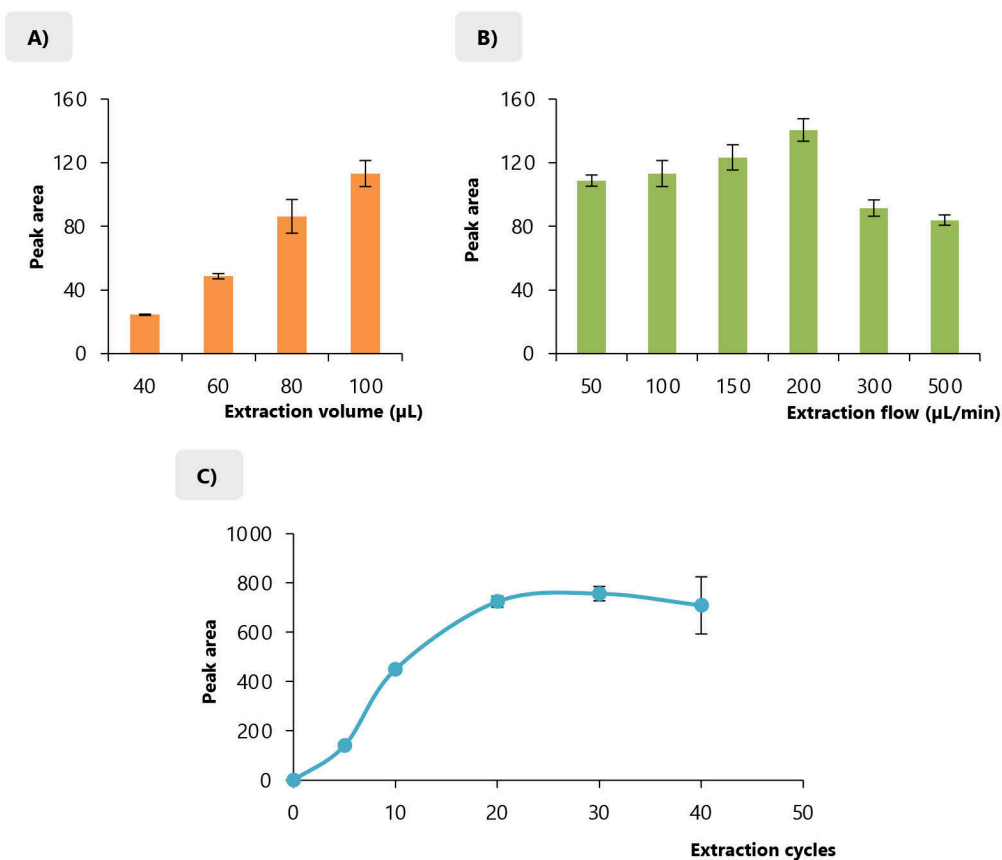 A)
160
120
80
40
0
Peak area
40 60 80 100
Extraction volume (µL)
B)
160
120
80
40
0
Peak area
50 100 150 200 300 500
Extraction flow (µL/min)
C)
1000
800
600
400
200
0
Peak area
0 10 20 30 40 50
Extraction cycles